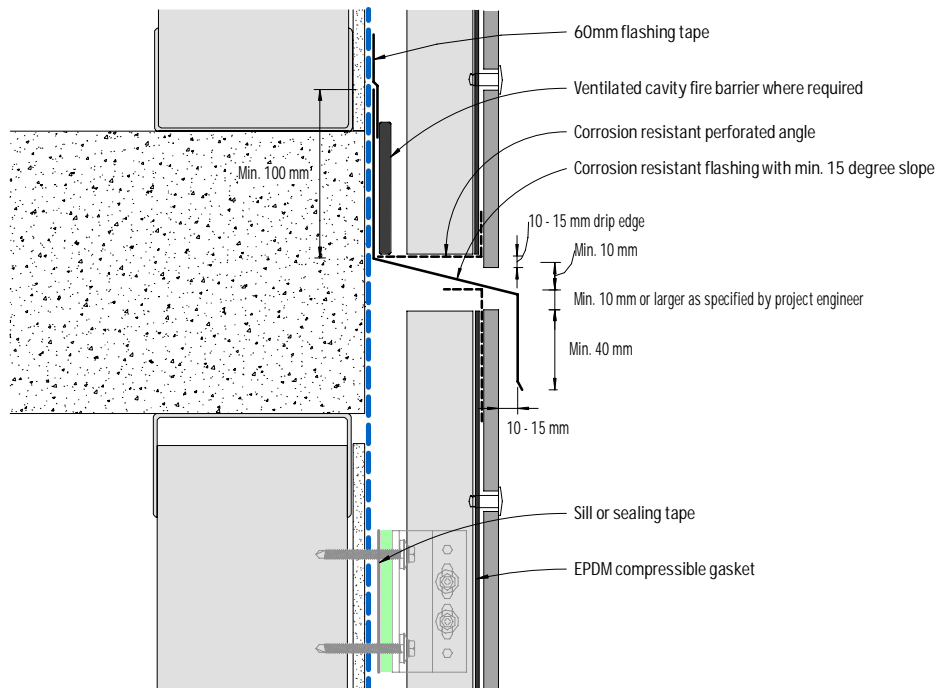 60mm flashing tape
Ventilated cavity fire barrier where required
Corrosion resistant perforated angle
Min. 100 mm
Corrosion resistant flashing with min. 15 degree slope
10 - 15 mm drip edge
Min. 10 mm
Min. 10 mm or larger as specified by project engineer
Min. 40 mm
10 - 15 mm
Sill or sealing tape
EPDM compressible gasket